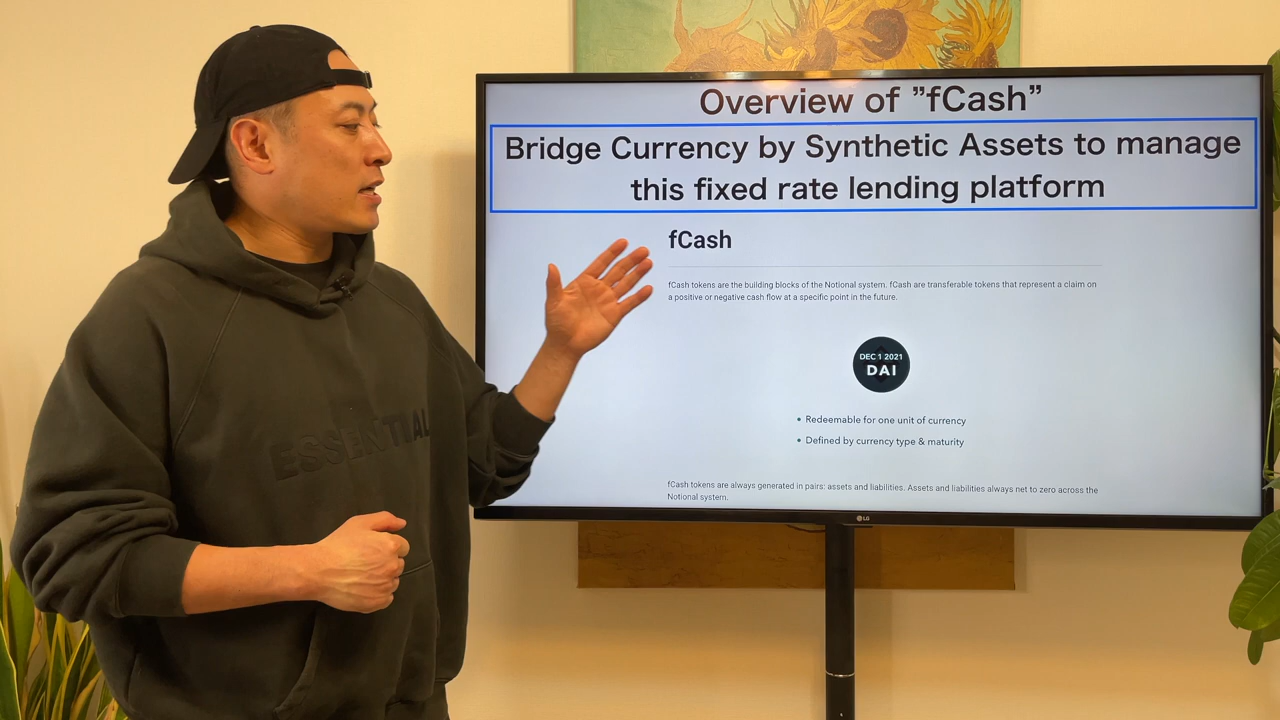 Overview of ”fCash”
Bridge Currency by Synthetic Assets to manage
this fixed rate lending platform
fCash
fCash tokens are the building blocks of the Notional system. fCash are transferable tokens that represent a claim on
a positive or negative cash flow at a specific point in the future.
DEC 1 2021
DAI
• Redeemable for one unit of currency
• Defined by currency type & maturity
fCash tokens are always generated in pairs: assets and liabilities. Assets and liabilities always net to zero across the
Notional system.
LG
ESSENTIAL